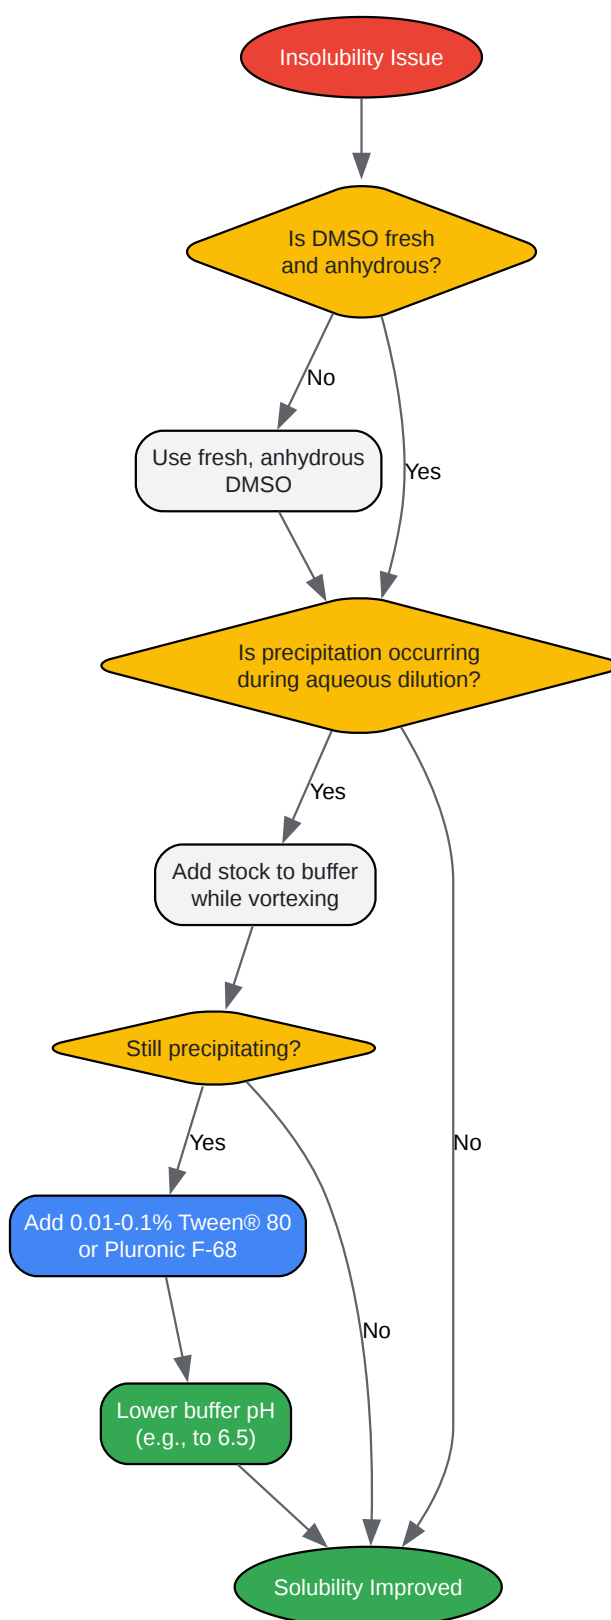 Insolubility Issue
Is DMSO fresh
and anhydrous?
No
Use fresh, anhydrous
DMSO
Yes
Is precipitation occurring
during aqueous dilution?
Yes
Add stock to buffer
while vortexing
Still precipitating?
Yes
No
Add 0.01-0.1% Tween® 80
or Pluronic F-68
No
Lower buffer pH
(e.g., to 6.5)
Solubility Improved